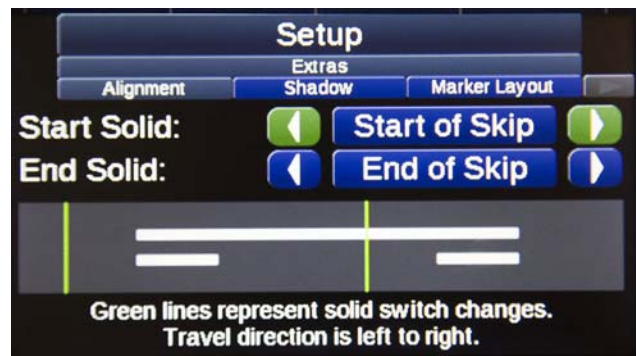 Setup
Extras
Alignment Shadow Marker Layout
Start Solid: Start of Skip
End Solid: End of Skip
Green lines represent solid switch changes.
Travel direction is left to right.